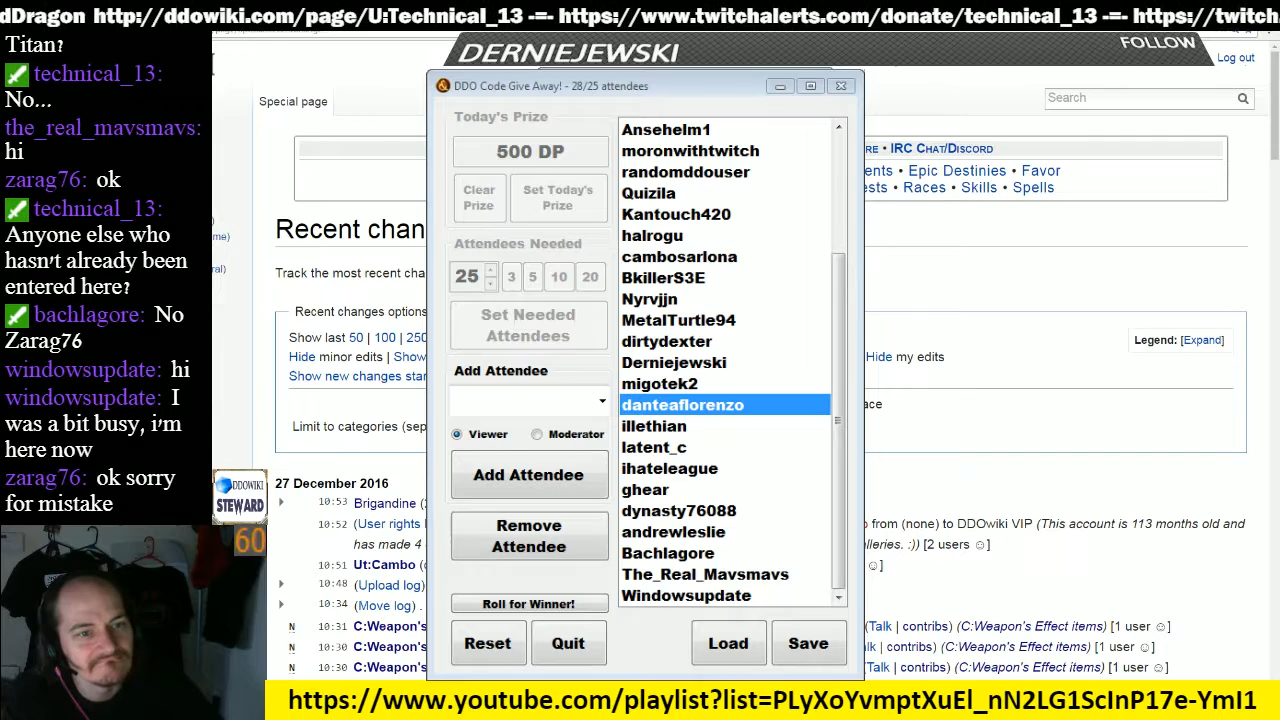 dDragon http://ddowiki.com/page/U:Technical_13 -=- https://www.twitchalerts.com/donate/technical_13 -=- https://twitch
Titan?
technical_13:
No...
the_real_mavsmavs:
hi
zarag76: ok
technical_13:
Anyone else who
hasn't already been
entered here?
bachlagore: No
Zarag76
windowsupdate: hi
windowsupdate: I
was a bit busy, i'm
here now
zarag76: ok sorry
for mistake
DERNIEJEWSKI
FOLLOW
Log out
Special page
Search
DDO Code Give Away! - 28/25 attendees
Today's Prize
500 DP
Clear Prize
Set Today's Prize
Attendees Needed
25 3 5 10 20
Set Needed Attendees
Add Attendee
Viewer Moderator
Add Attendee
Remove Attendee
Roll for Winner!
Reset Quit Load Save
Ansehelm1
moronwithtwitch
randomddouser
Quizila
Kantouch420
halrogu
cambosarlona
BkillerS3E
Nyrvjjn
MetalTurtle94
dirtydexter
Derniejewski
migotek2
danteaflorenzo
illethian
latent_c
ihateleague
ghear
dynasty76088
andrewleslie
Bachlagore
The_Real_Mavsmavs
Windowsupdate
RE • IRC CHAT/DISCORD
ents • Epic Destinies • Favor
ests • Races • Skills • Spells
me)
ral)
Recent chan
Track the most recent cha
Recent changes options
Show last 50 | 100 | 250
Hide minor edits | Show
Hide my edits
Show new changes star
Legend: [Expand]
ace
Limit to categories (sep
27 December 2016
10:53 Brigandine (
10:52 (User rights l
p from (none) to DDOwiki VIP (This account is 113 months old and
has made 4
lleries. :)) [2 users ☺]
10:51 Ut:Cambo (
☺]
10:48 (Upload log)
10:34 (Move log) .
N 10:31 C:Weapon's
(Talk | contribs) (C:Weapon's Effect items) [1 user ☺]
N 10:30 C:Weapon's
(Talk | contribs) (C:Weapon's Effect items) [1 user ☺]
N 10:30 C:Weapon's
(Talk | contribs) (C:Weapon's Effect items) [1 user ☺]
DDOWIKI
STEWARD
60
https://www.youtube.com/playlist?list=PLyXoYvmptXuEl_nN2LG1ScInP17e-YmI1